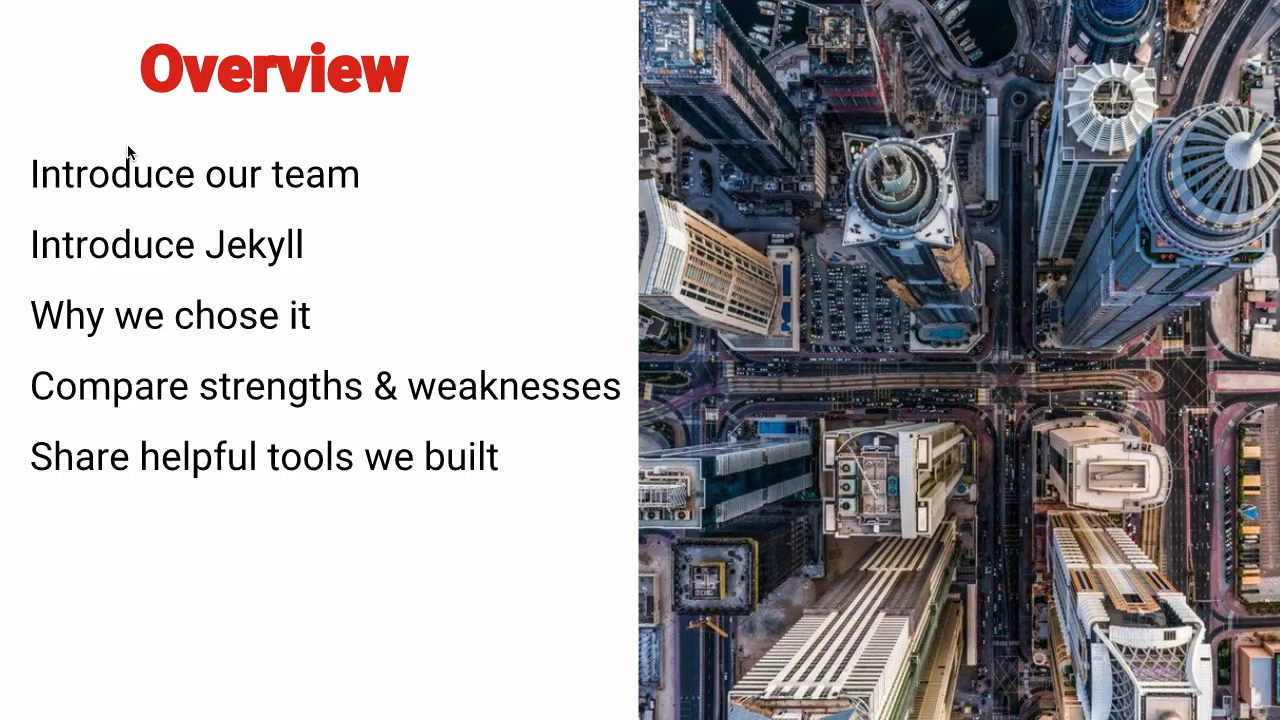 Overview
Introduce our team
Introduce Jekyll
Why we chose it
Compare strengths & weaknesses
Share helpful tools we built